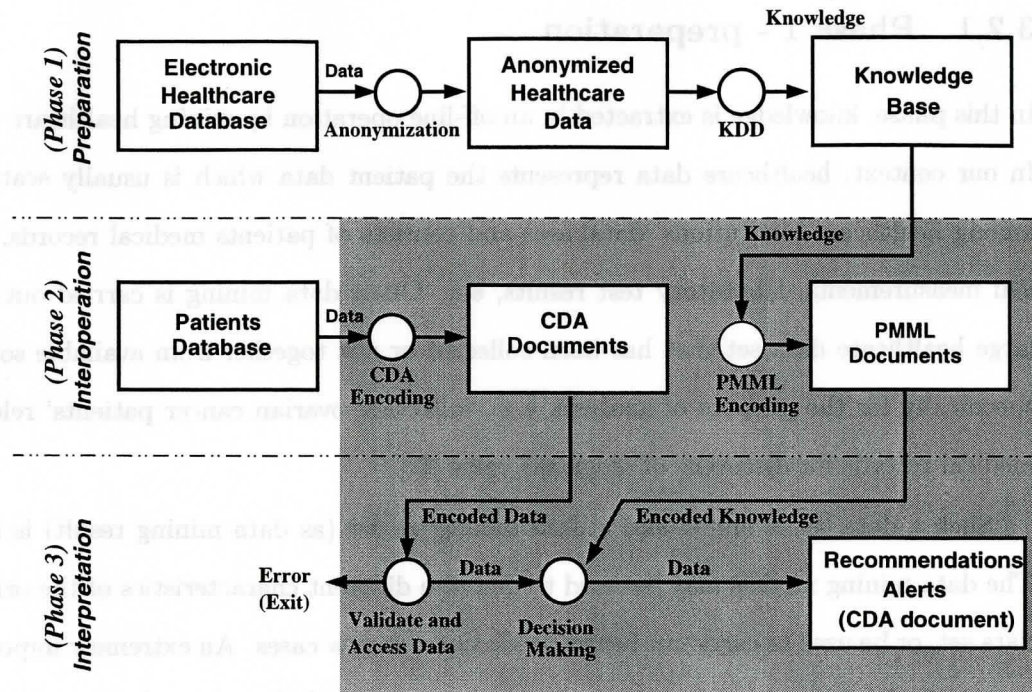 Knowledge
(Phase 1)
Preparation
Electronic
Healthcare
Database
Data
Anonymization
Anonymized
Healthcare
Data
KDD
Knowledge
Base
(Phase 2)
Interoperation
Patients
Database
Data
CDA
Encoding
CDA
Documents
Knowledge
PMML
Encoding
PMML
Documents
(Phase 3)
Interpretation
Encoded Data
Encoded Knowledge
Error
(Exit)
Data
Data
Validate and
Access Data
Decision
Making
Recommendations
Alerts
(CDA document)